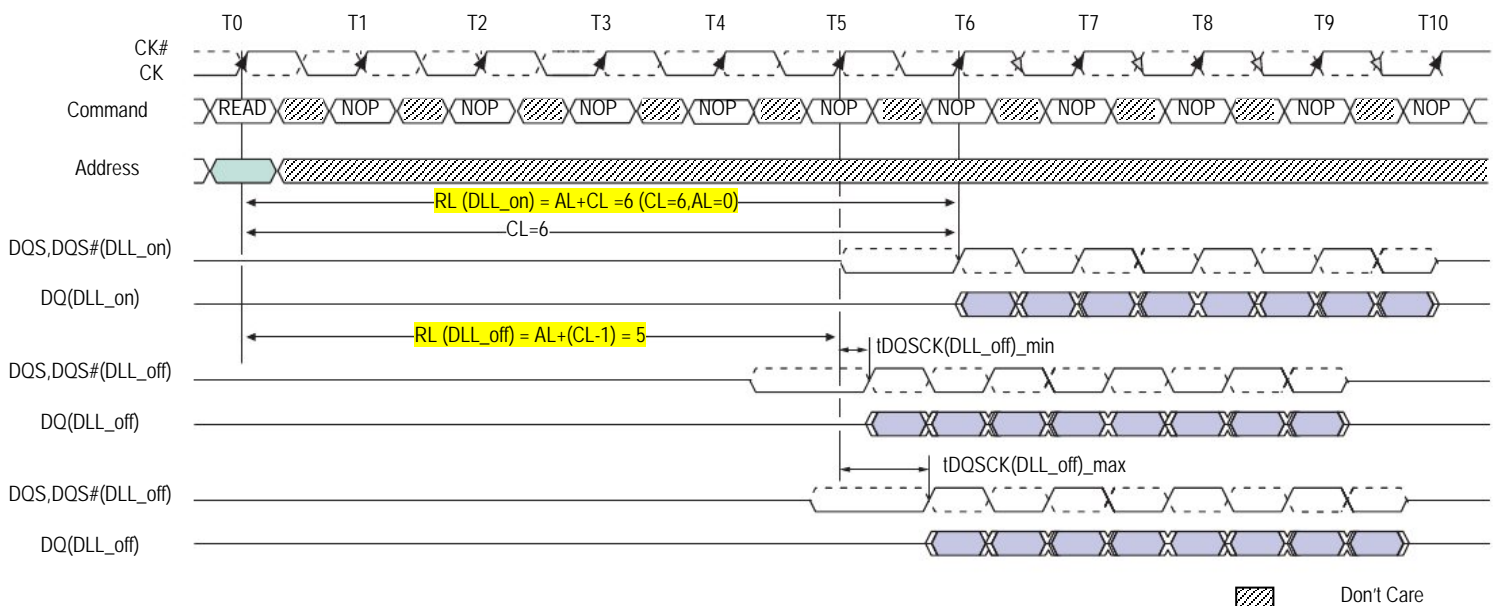 T0 T1 T2 T3 T4 T5 T6 T7 T8 T9 T10
CK#
CK
Command READ NOP NOP NOP NOP NOP NOP NOP NOP NOP NOP
Address
RL (DLL_on) = AL+CL =6 (CL=6,AL=0)
CL=6
DQS,DQS#(DLL_on)
DQ(DLL_on)
RL (DLL_off) = AL+(CL-1) = 5
tDQSCK(DLL_off)_min
DQS,DQS#(DLL_off)
DQ(DLL_off)
tDQSCK(DLL_off)_max
DQS,DQS#(DLL_off)
DQ(DLL_off)
Don't Care